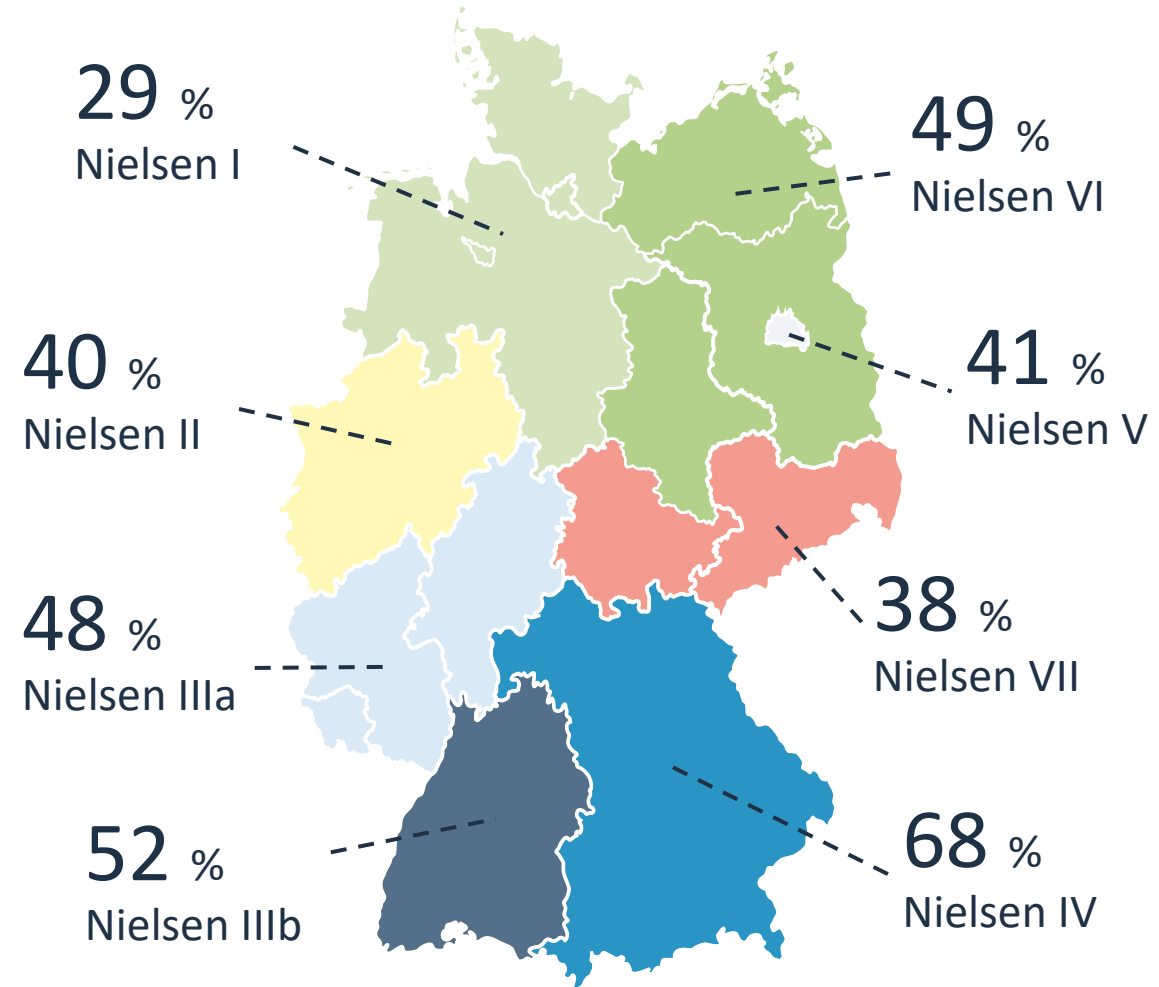 29 %
Nielsen I
49 %
Nielsen VI
40 %
Nielsen II
41 %
Nielsen V
48 %
Nielsen IIIa
38 %
Nielsen VII
52 %
Nielsen IIIb
68 %
Nielsen IV